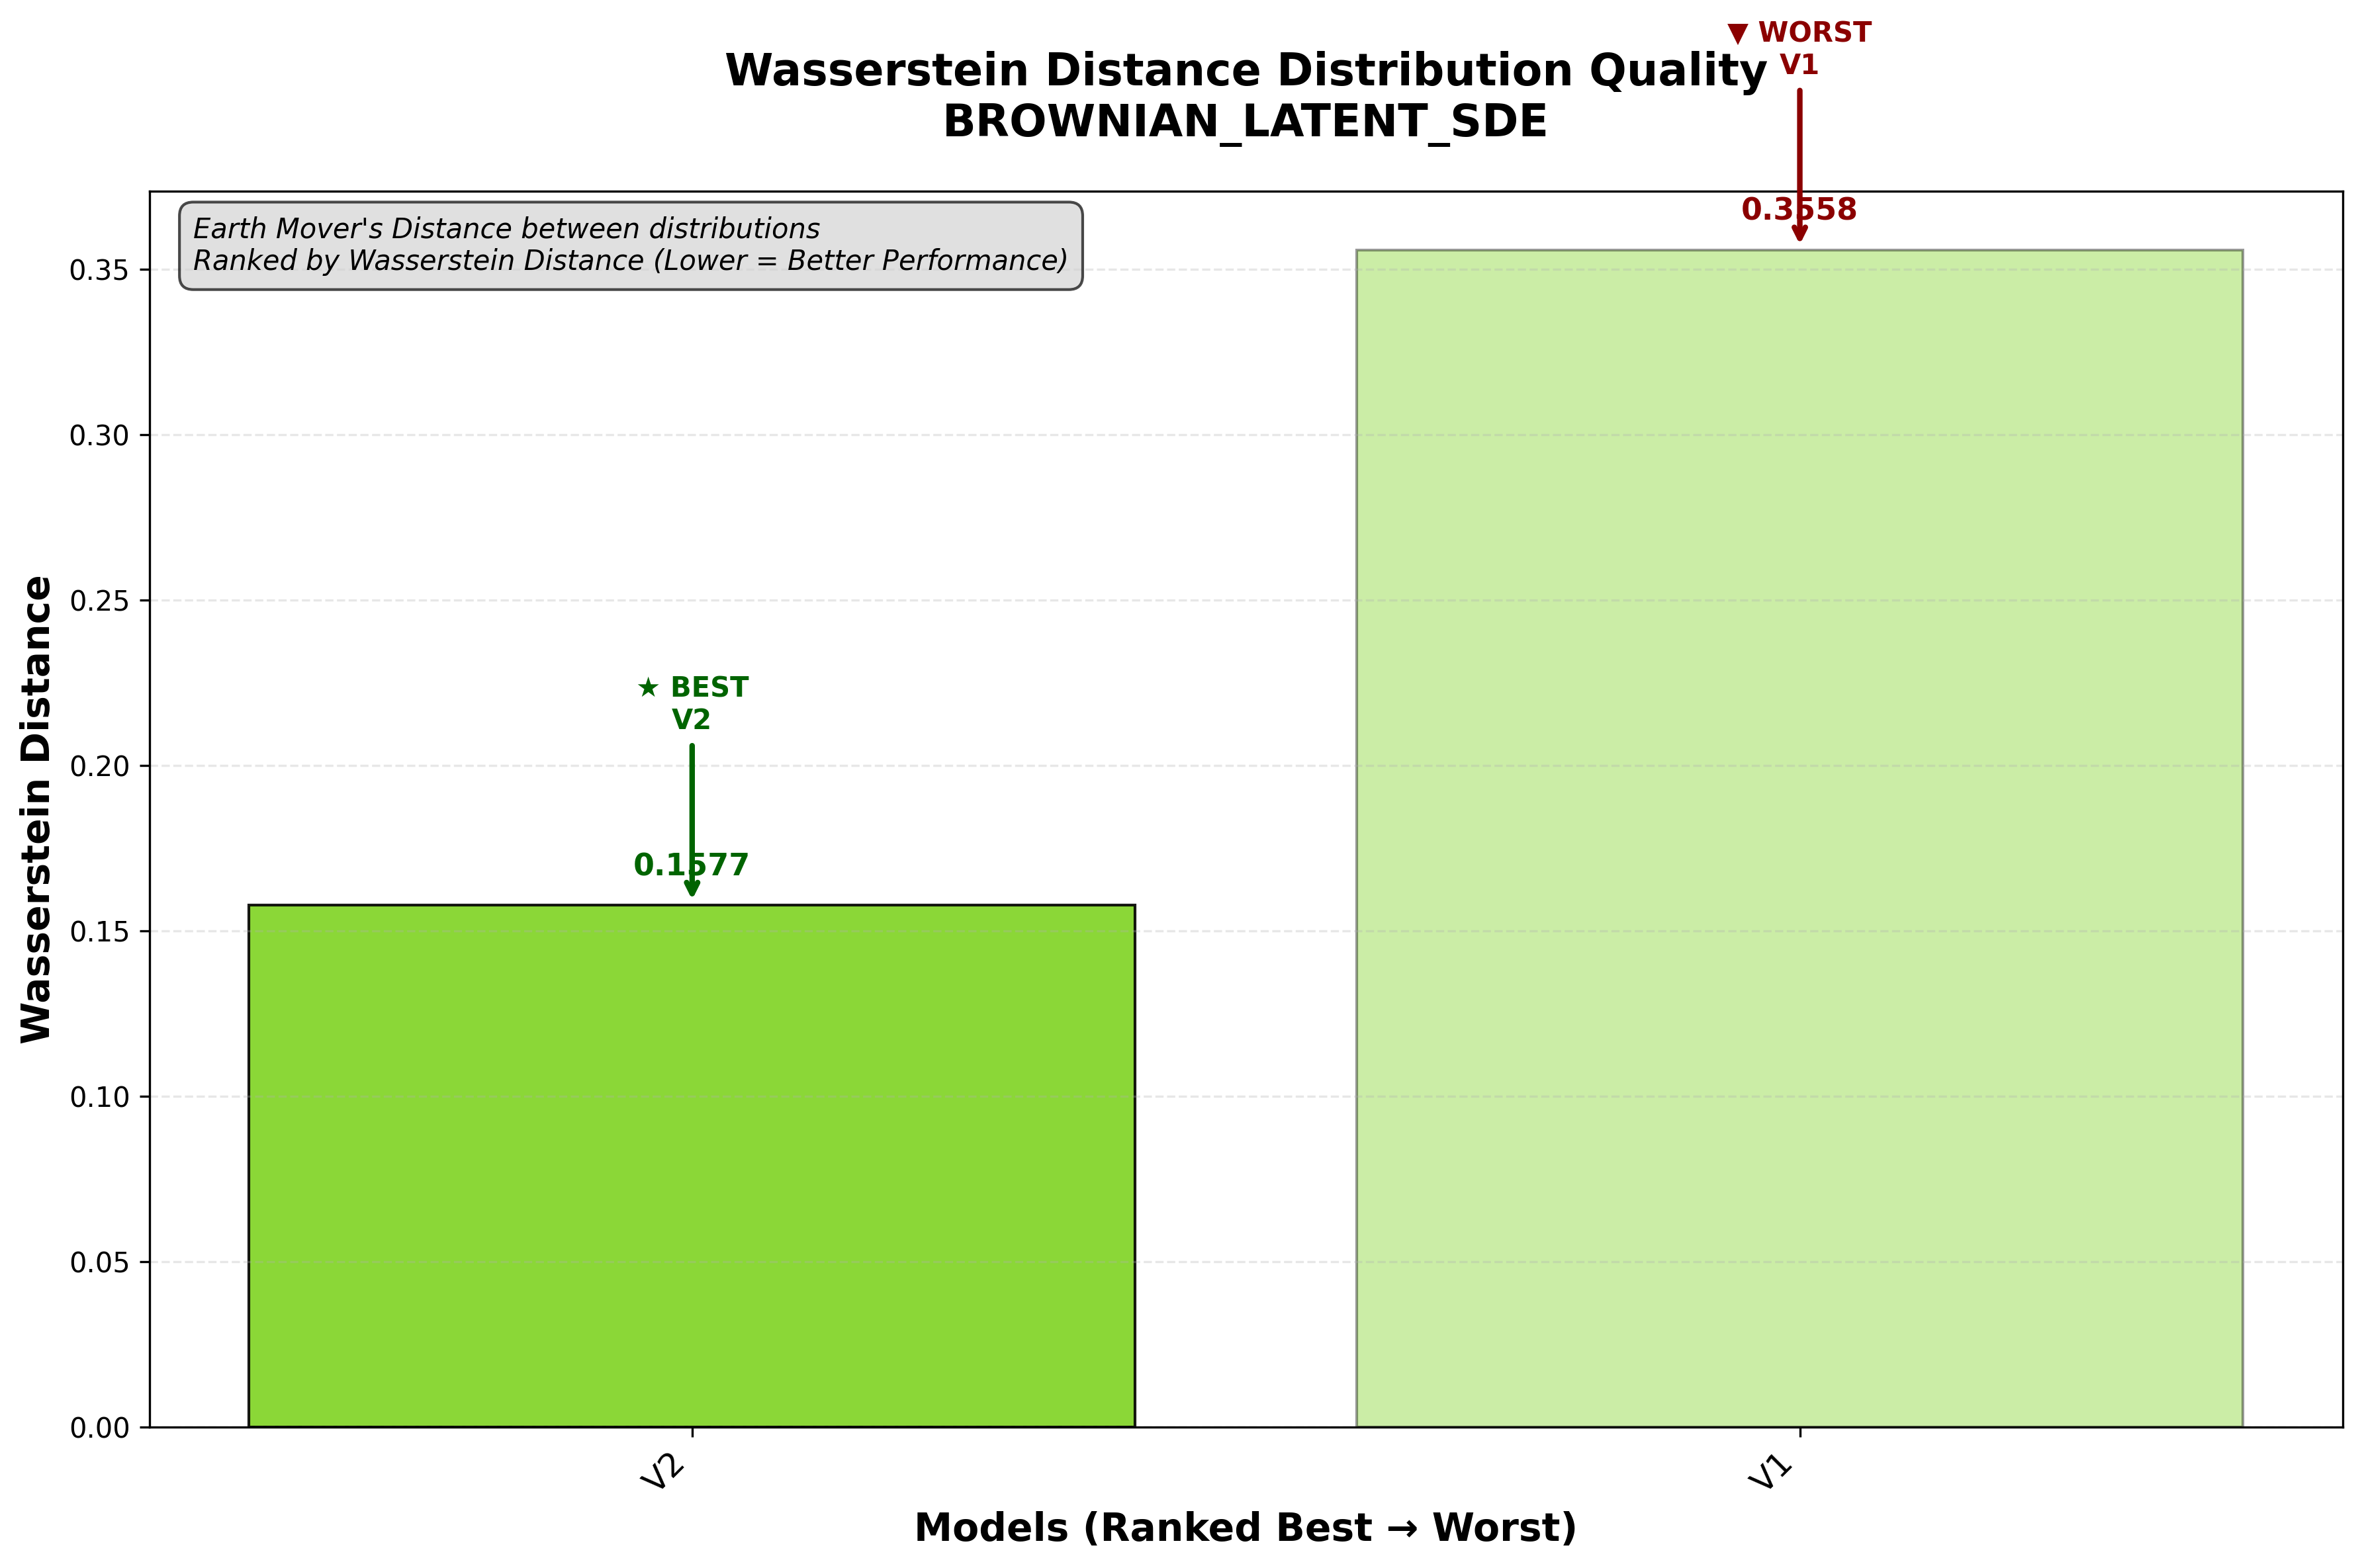 ▼ WORST
V1
Wasserstein Distance Distribution Quality
BROWNIAN_LATENT_SDE
Earth Mover's Distance between distributions
Ranked by Wasserstein Distance (Lower = Better Performance)
0.3558
★ BEST
V2
0.1577
Wasserstein Distance
0.35
0.30
0.25
0.20
0.15
0.10
0.05
0.00
V2
V1
Models (Ranked Best → Worst)